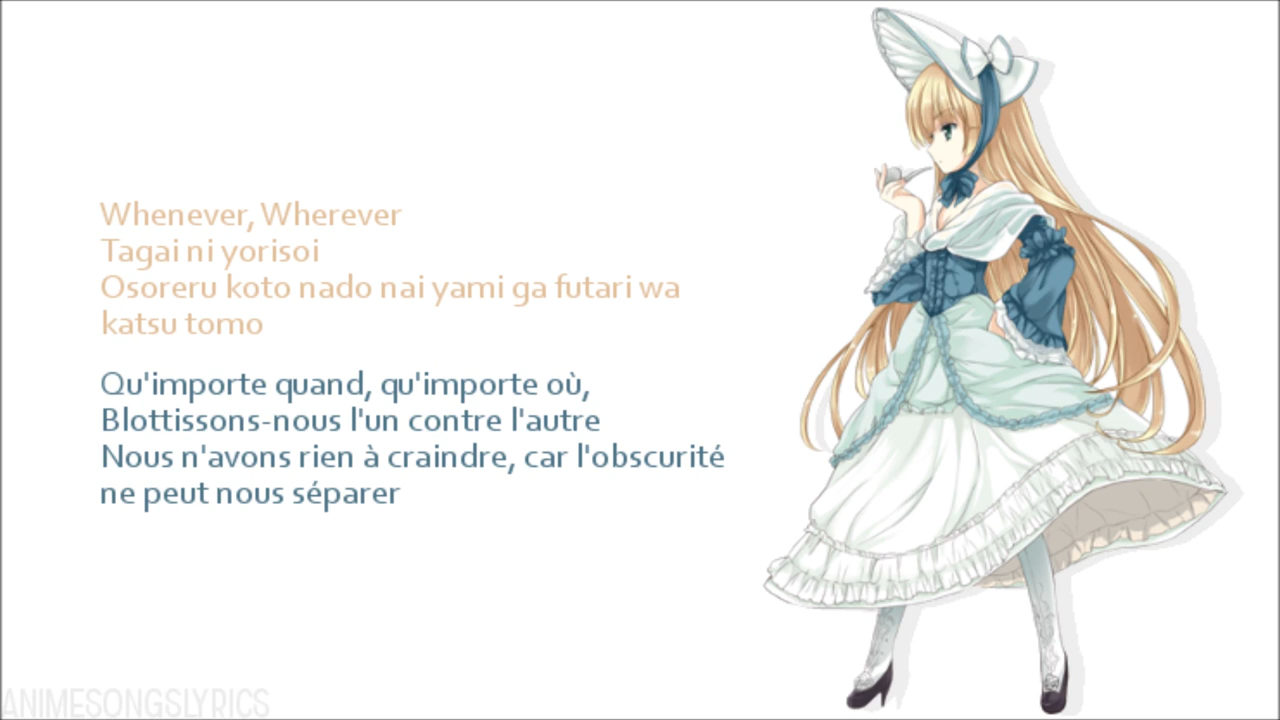 Whenever, Wherever
Tagai ni yorisoi
Osoreru koto nado nai yami ga futari wa
katsu tomo
Qu'importe quand, qu'importe où,
Blottissons-nous l'un contre l'autre
Nous n'avons rien à craindre, car l'obscurité
ne peut nous séparer
ANIMESONGSLYRICS